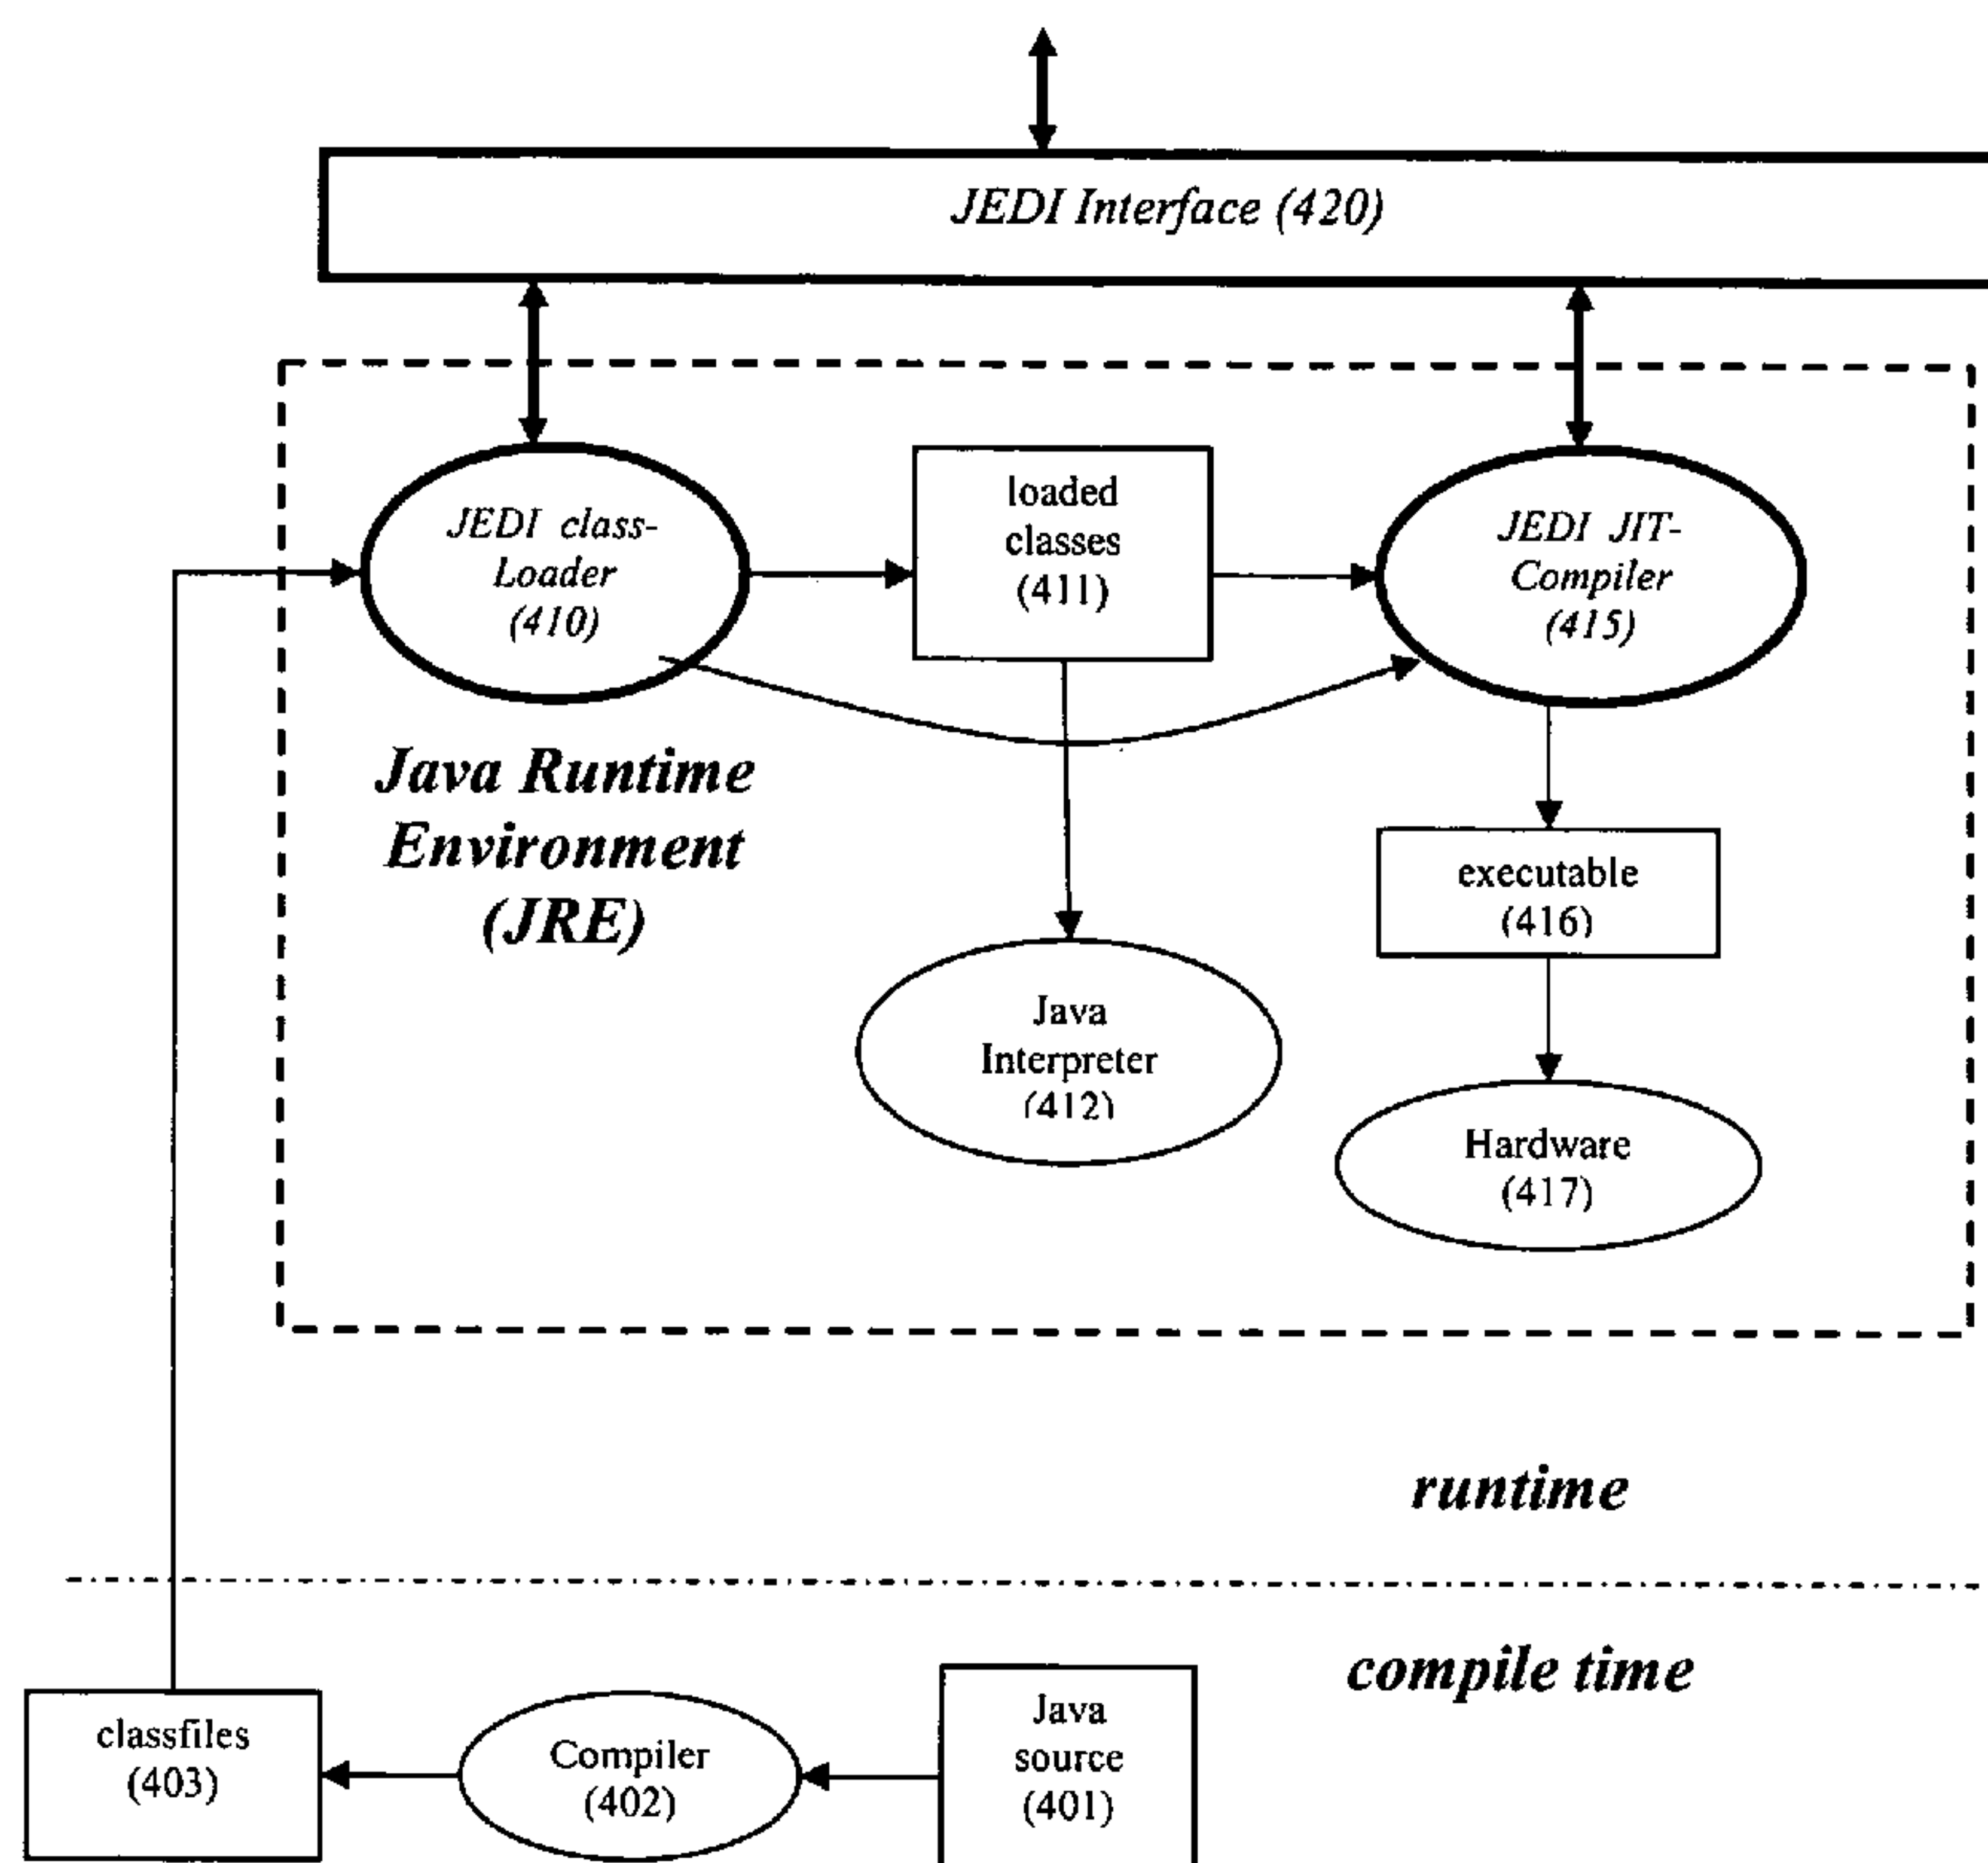 JEDI Interface (420)
JEDI class-
Loader
(410)
loaded
classes
(411)
JEDI JIT-
Compiler
(415)
Java Runtime
Environment
(JRE)
executable
(416)
Java
Interpreter
(412)
Hardware
(417)
runtime
compile time
classfiles
(403)
Compiler
(402)
Java
source
(401)